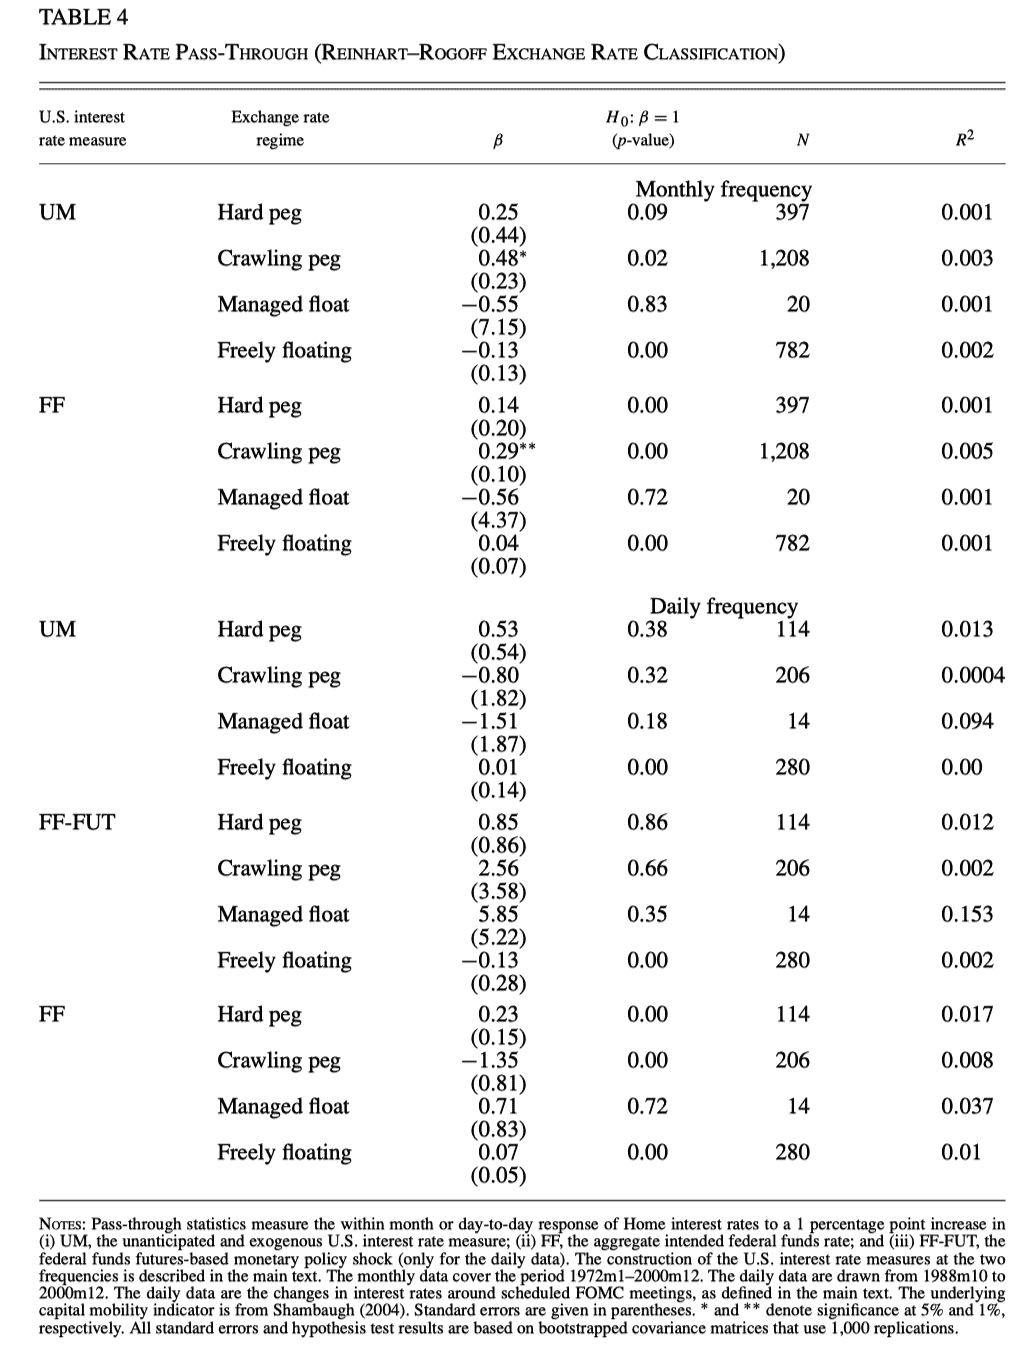 TABLE 4
INTEREST RATE PASS-THROUGH (REINHART–ROGOFF EXCHANGE RATE CLASSIFICATION)
U.S. interest rate measure Exchange rate regime β H0: β = 1 (p-value) N R2
Monthly frequency
UM Hard peg 0.25 0.09 397 0.001
(0.44)
Crawling peg 0.48* 0.02 1,208 0.003
(0.23)
Managed float −0.55 0.83 20 0.001
(7.15)
Freely floating −0.13 0.00 782 0.002
(0.13)
FF Hard peg 0.14 0.00 397 0.001
(0.20)
Crawling peg 0.29** 0.00 1,208 0.005
(0.10)
Managed float −0.56 0.72 20 0.001
(4.37)
Freely floating 0.04 0.00 782 0.001
(0.07)
Daily frequency
UM Hard peg 0.53 0.38 114 0.013
(0.54)
Crawling peg −0.80 0.32 206 0.0004
(1.82)
Managed float −1.51 0.18 14 0.094
(1.87)
Freely floating 0.01 0.00 280 0.00
(0.14)
FF-FUT Hard peg 0.85 0.86 114 0.012
(0.86)
Crawling peg 2.56 0.66 206 0.002
(3.58)
Managed float 5.85 0.35 14 0.153
(5.22)
Freely floating −0.13 0.00 280 0.002
(0.28)
FF Hard peg 0.23 0.00 114 0.017
(0.15)
Crawling peg −1.35 0.00 206 0.008
(0.81)
Managed float 0.71 0.72 14 0.037
(0.83)
Freely floating 0.07 0.00 280 0.01
(0.05)
NOTES: Pass-through statistics measure the within month or day-to-day response of Home interest rates to a 1 percentage point increase in
(i) UM, the unanticipated and exogenous U.S. interest rate measure; (ii) FF, the aggregate intended federal funds rate; and (iii) FF-FUT, the
federal funds futures-based monetary policy shock (only for the daily data). The construction of the U.S. interest rate measures at the two
frequencies is described in the main text. The monthly data cover the period 1972m1–2000m12. The daily data are drawn from 1988m10 to
2000m12. The daily data are the changes in interest rates around scheduled FOMC meetings, as defined in the main text. The underlying
capital mobility indicator is from Shambaugh (2004). Standard errors are given in parentheses. * and ** denote significance at 5% and 1%,
respectively. All standard errors and hypothesis test results are based on bootstrapped covariance matrices that use 1,000 replications.